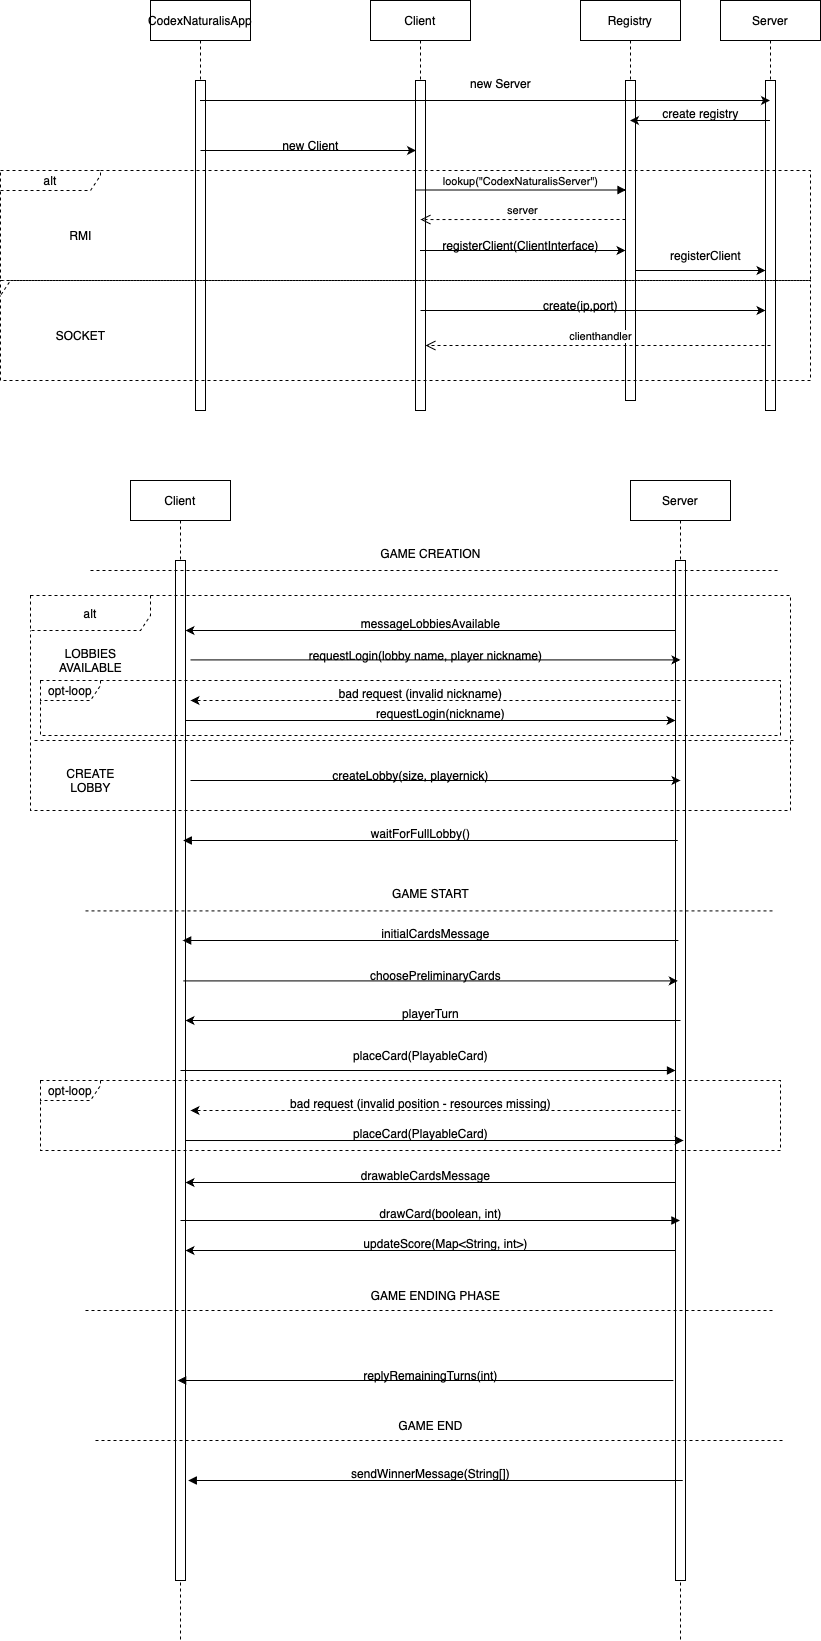 CodexNaturalisApp
Client
Registry
Server
new Server
create registry
new Client
alt
lookup("CodexNaturalisServer")
server
RMI
registerClient(ClientInterface)
registerClient
create(ip,port)
SOCKET
clienthandler
Client
Server
GAME CREATION
alt
messageLobbiesAvailable
LOBBIES
AVAILABLE
requestLogin(lobby name, player nickname)
opt-loop
bad request (invalid nickname)
requestLogin(nickname)
CREATE
LOBBY
createLobby(size, playernick)
waitForFullLobby()
GAME START
initialCardsMessage
choosePreliminaryCards
playerTurn
placeCard(PlayableCard)
opt-loop
bad request (invalid position - resources missing)
placeCard(PlayableCard)
drawableCardsMessage
drawCard(boolean, int)
updateScore(Map<String, int>)
GAME ENDING PHASE
replyRemainingTurns(int)
GAME END
sendWinnerMessage(String[])